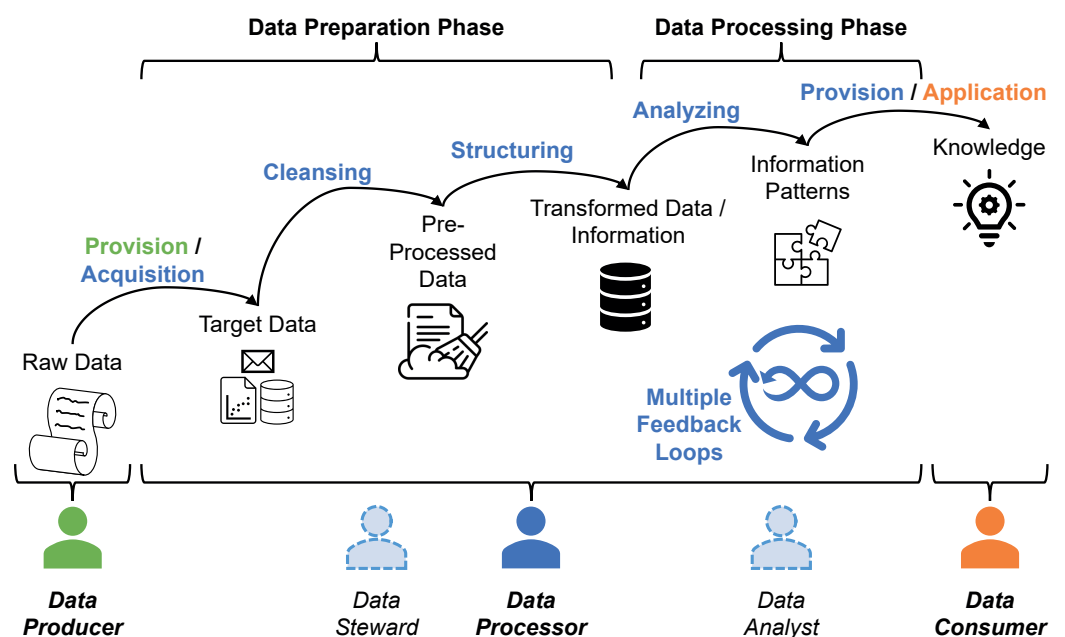 Data Preparation Phase
Data Processing Phase
Provision / Application
Analyzing
Structuring
Cleansing
Provision /
Acquisition
Knowledge
Information
Patterns
Transformed Data /
Information
Pre-
Processed
Data
Target Data
Raw Data
Multiple
Feedback
Loops
Data
Producer
Data
Steward
Data
Processor
Data
Analyst
Data
Consumer